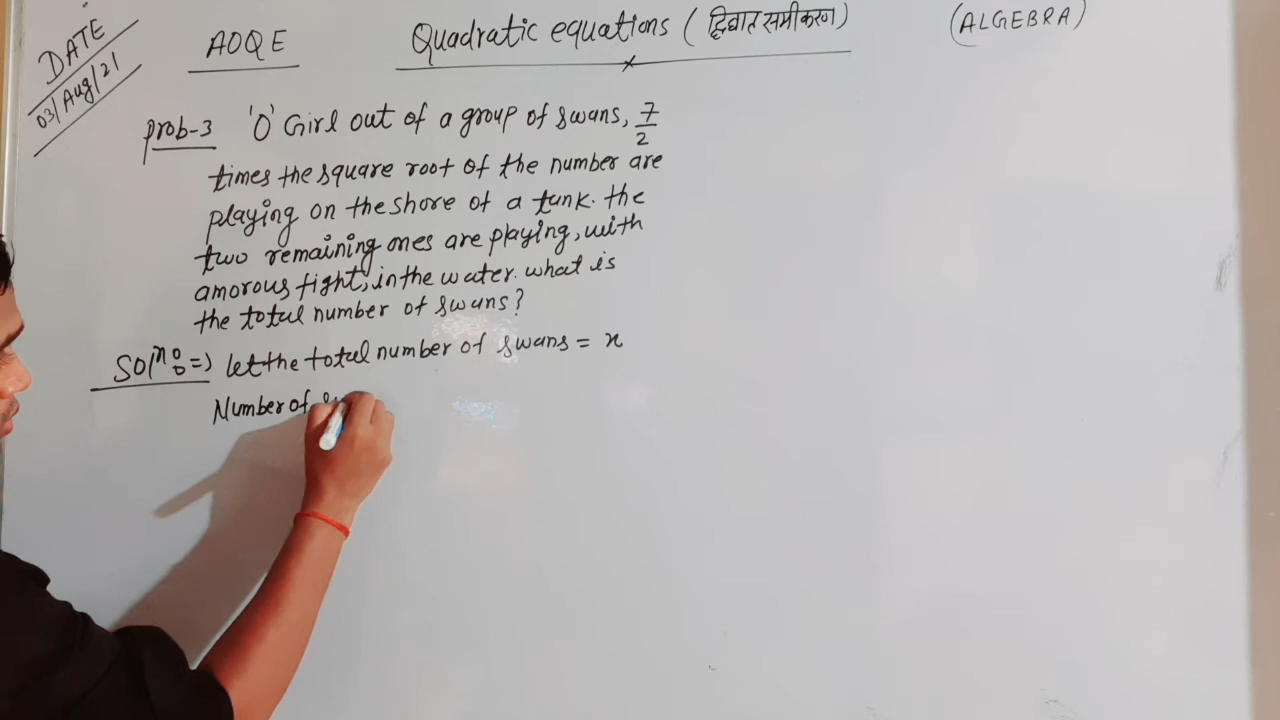 DATE
03/Aug/21
AOQE
Quadratic equations (द्विघात समीकरण)
(ALGEBRA)
prob-3 'O' Girl out of a group of swans, 7/2
times the square root of the number are
playing on the shore of a tank. the
two remaining ones are playing, with
amorous fight, in the water. what is
the total number of swans?
Solⁿ: => let the total number of swans = x
Number of